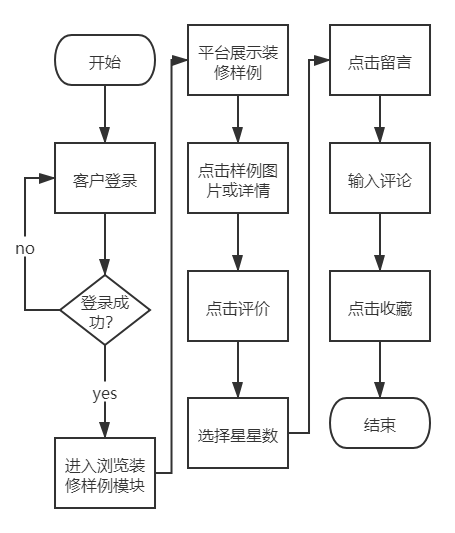 开始
客户登录
no
登录成
功?
yes
进入浏览装
修样例模块
平台展示装
修样例
点击样例图
片或详情
点击评价
选择星星数
点击留言
输入评论
点击收藏
结束